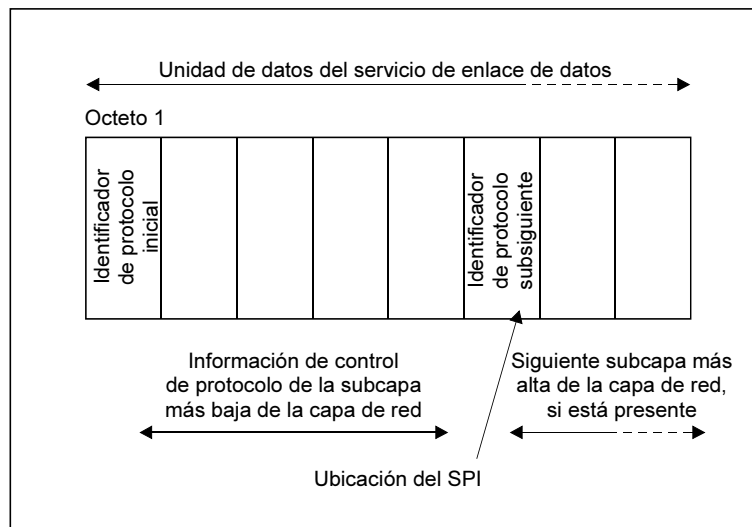 Unidad de datos del servicio de enlace de datos
Octeto 1
Identificador
de protocolo
inicial
Identificador
de protocolo
subsiguiente
Información de control
de protocolo de la subcapa
más baja de la capa de red
Siguiente subcapa más
alta de la capa de red,
si está presente
Ubicación del SPI